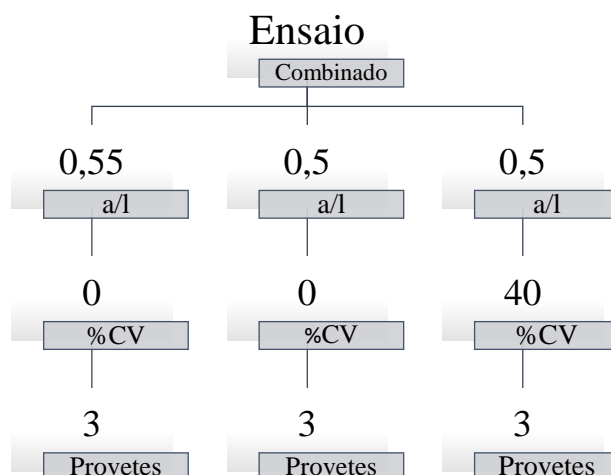 Ensaio
Combinado
0,55 0,5 0,5
a/l a/l a/l
0 0 40
%CV %CV %CV
3 3 3
Provetes Provetes Provetes